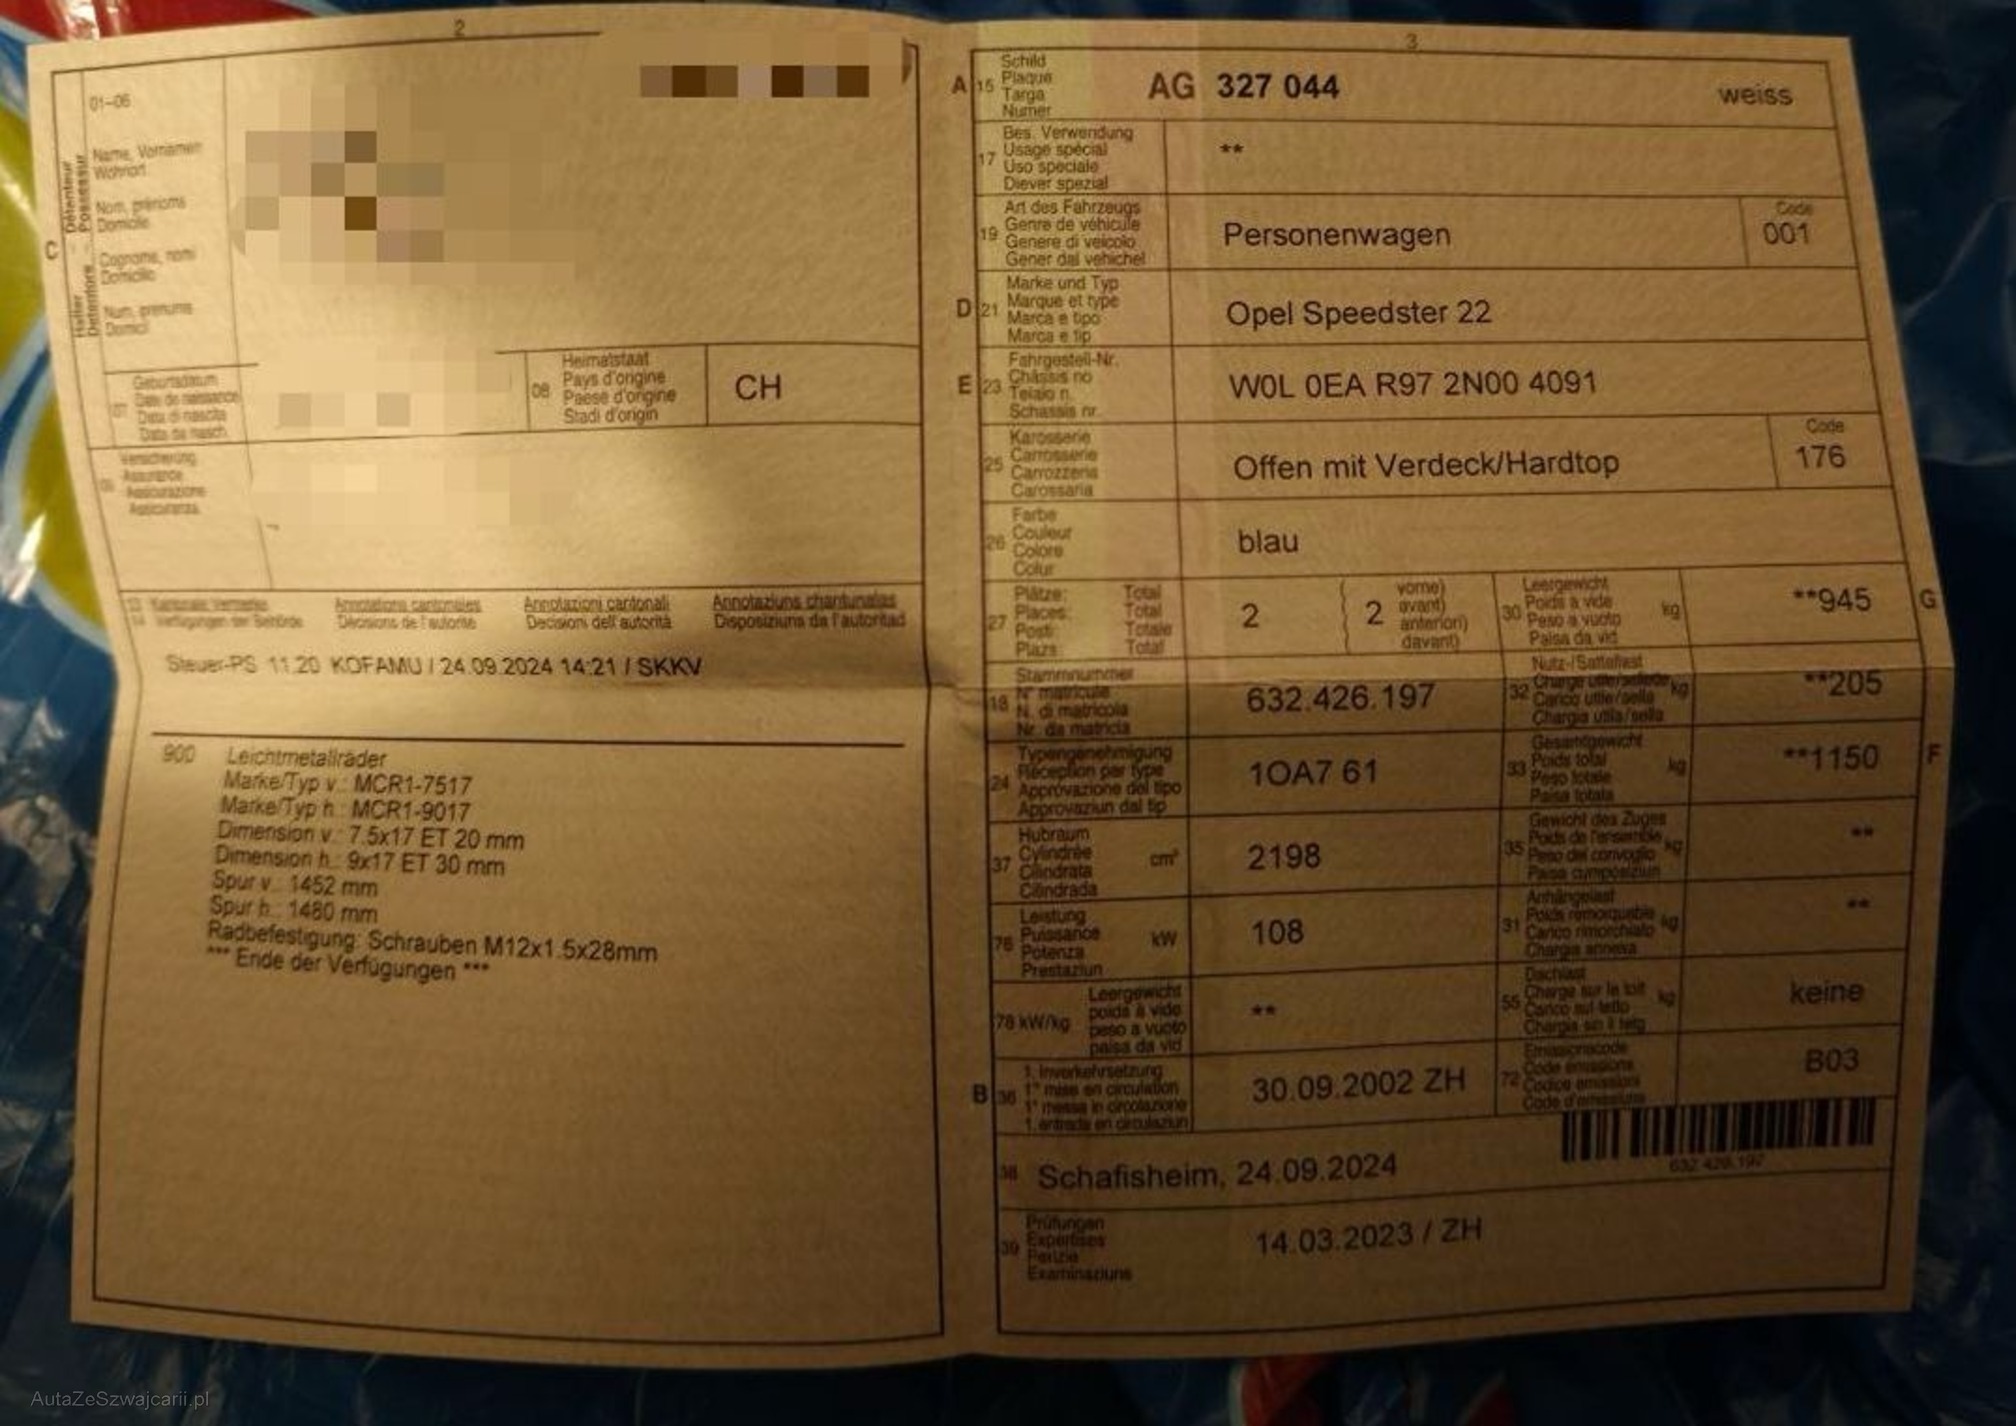 2
01-06
Name, Vornamen
Wohnort
Nom, prénoms
Domicile
Cognome, nomi
Domicilio
Num, prenums
Domicil
C
Halter Détenteur
Detentore Possessur
07
Geburtsdatum
Date de naissance
Data di nascita
Data da nasch.
08
Heimatstaat
Pays d'origine
Paese d'origine
Stadi d'origin
CH
09
Versicherung
Assurance
Assicurazione
Assicuranza
13 Kantonale Vermerke Annotations cantonales Annotazioni cantonali Annotaziuns chantunalas
14 Verfügungen der Behörde Décisions de l'autorité Decisioni dell'autorità Disposiziuns da l'autoritad
Steuer-PS 11.20 KOFAMU / 24.09.2024 14:21 / SKKV
900 Leichtmetallräder
Marke/Typ v.: MCR1-7517
Marke/Typ h.: MCR1-9017
Dimension v.: 7.5x17 ET 20 mm
Dimension h.: 9x17 ET 30 mm
Spur v.: 1452 mm
Spur h.: 1480 mm
Radbefestigung: Schrauben M12x1.5x28mm
*** Ende der Verfügungen ***
3
A 15
Schild
Plaque
Targa
Numer
AG 327 044 weiss
17
Bes. Verwendung
Usage spécial
Uso speciale
Diever spezial
**
19
Art des Fahrzeugs
Genre de véhicule
Genere di veicolo
Gener dal vehichel
Personenwagen
Code
001
D 21
Marke und Typ
Marque et type
Marca e tipo
Marca e tip
Opel Speedster 22
E 23
Fahrgestell-Nr.
Châssis no
Telaio n.
Schassis nr.
W0L 0EA R97 2N00 4091
25
Karosserie
Carrosserie
Carrozzeria
Carossaria
Offen mit Verdeck/Hardtop
Code
176
26
Farbe
Couleur
Colore
Colur
blau
27
Plätze: Total
Places: Total
Posti: Totale
Plazs: Total
2
2
vorne)
avant)
anteriori)
davant)
30
Leergewicht
Poids à vide
Peso a vuoto
Paisa da vid
kg
**945
G
18
Stammnummer
N° matricule
N. di matricola
Nr. da matricla
632.426.197
32
Nutz-/Sattellast
Charge utile/sellette
Carico utile/sella
Chargia utila/sella
kg
**205
24
Typengenehmigung
Réception par type
Approvazione del tipo
Approvaziun dal tip
1OA7 61
33
Gesamtgewicht
Poids total
Peso totale
Paisa totala
kg
**1150
F
37
Hubraum
Cylindrée
Cilindrata
Cilindrada
cm³
2198
35
Gewicht des Zuges
Poids de l'ensemble
Peso del convoglio
Paisa cumposiziun
kg
**
76
Leistung
Puissance
Potenza
Prestaziun
kW
108
31
Anhängelast
Poids remorquable
Carico rimorchiato
Chargia annexa
kg
**
78 kW/kg
Leergewicht
poids à vide
peso a vuoto
paisa da vid
**
55
Dachlast
Charge sur le toit
Carico sul tetto
Chargia sin il tetg
kg
keine
B 36
1. Inverkehrsetzung
1re mise en circulation
1a messa in circolazione
1. entrada en circulaziun
30.09.2002 ZH
72
Emissionscode
Code émissions
Codice emissioni
Code d'emissiuns
B03
632.426.197
38 Schafisheim, 24.09.2024
39
Prüfungen
Expertises
Perizie
Examinaziuns
14.03.2023 / ZH
AutaZeSzwajcarii.pl